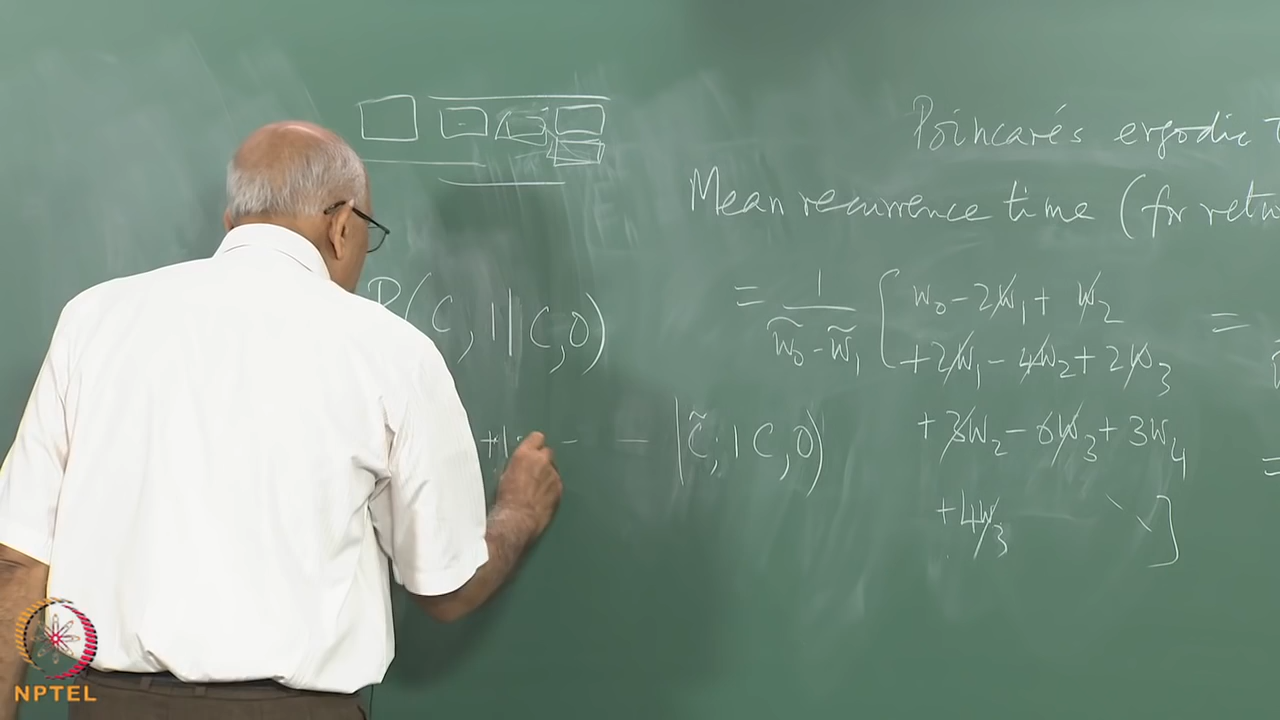 Poincarés ergodic
Mean recurrence time (for retu
P(C, 1 | C, 0)
= 1 / (w̃₀ - w̃₁) [ w₀ - 2w₁ + w₂ =
+ 2w₁ - 4w₂ + 2w₃
| C̃; 1 C, 0)
+ 3w₂ - 6w₃ + 3w₄ =
+ 4w₃ ]
NPTEL